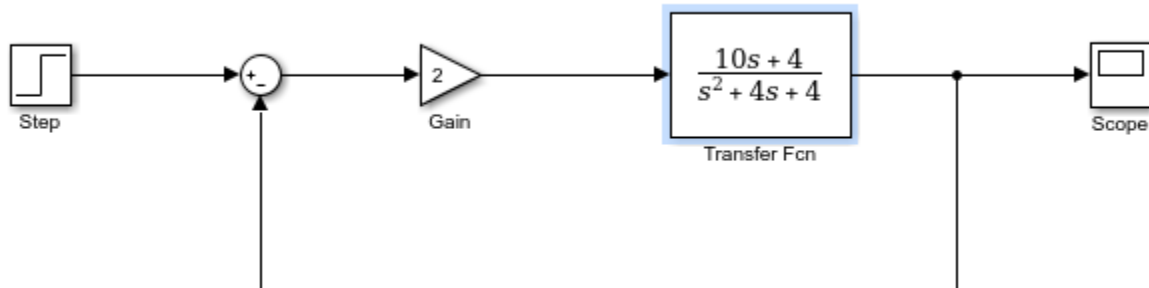 Step
+
-
2
Gain
10s + 4
s² + 4s + 4
Transfer Fcn
Scope